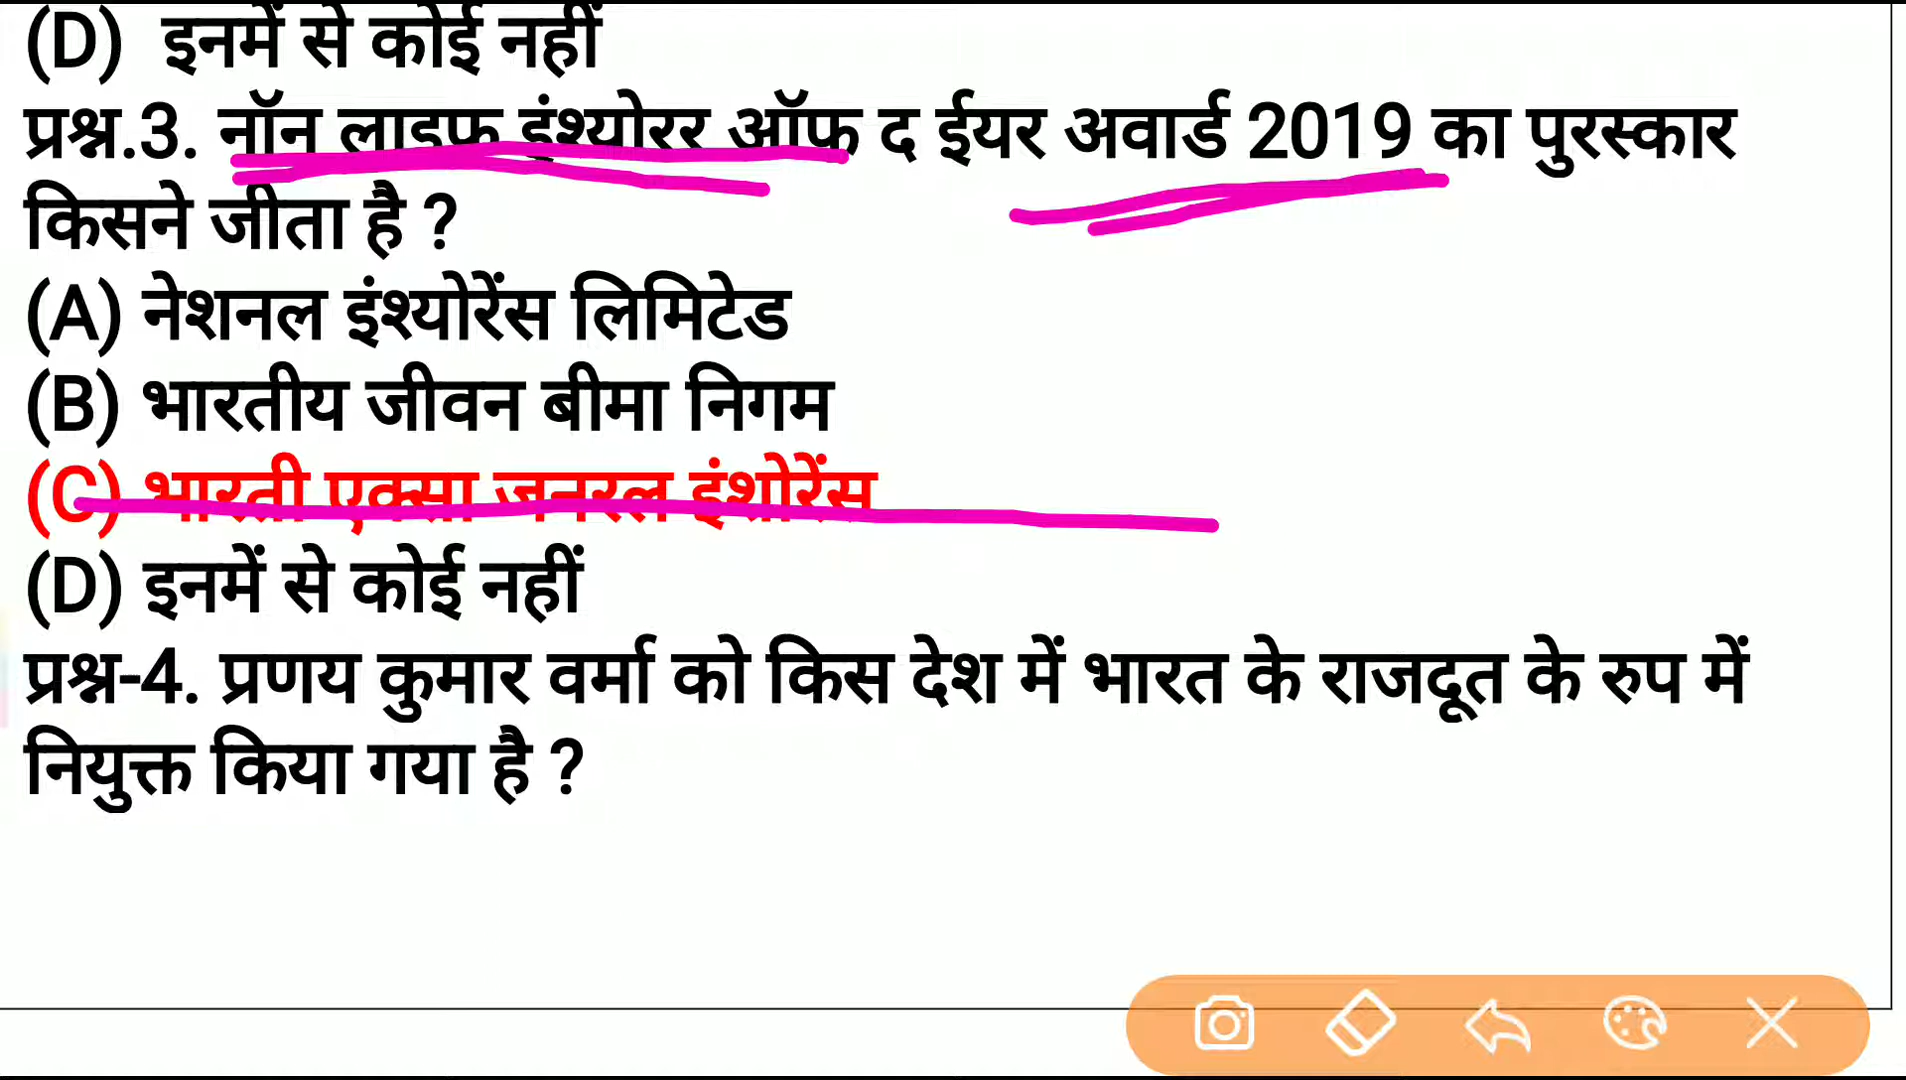 (D) इनमें से कोई नहीं
प्रश्न.3. नॉन लाइफ इंश्योरर ऑफ द ईयर अवार्ड 2019 का पुरस्कार
किसने जीता है ?
(A) नेशनल इंश्योरेंस लिमिटेड
(B) भारतीय जीवन बीमा निगम
(C) भारती एक्सा जनरल इंशोरेंस
(D) इनमें से कोई नहीं
प्रश्न-4. प्रणय कुमार वर्मा को किस देश में भारत के राजदूत के रुप में
नियुक्त किया गया है ?